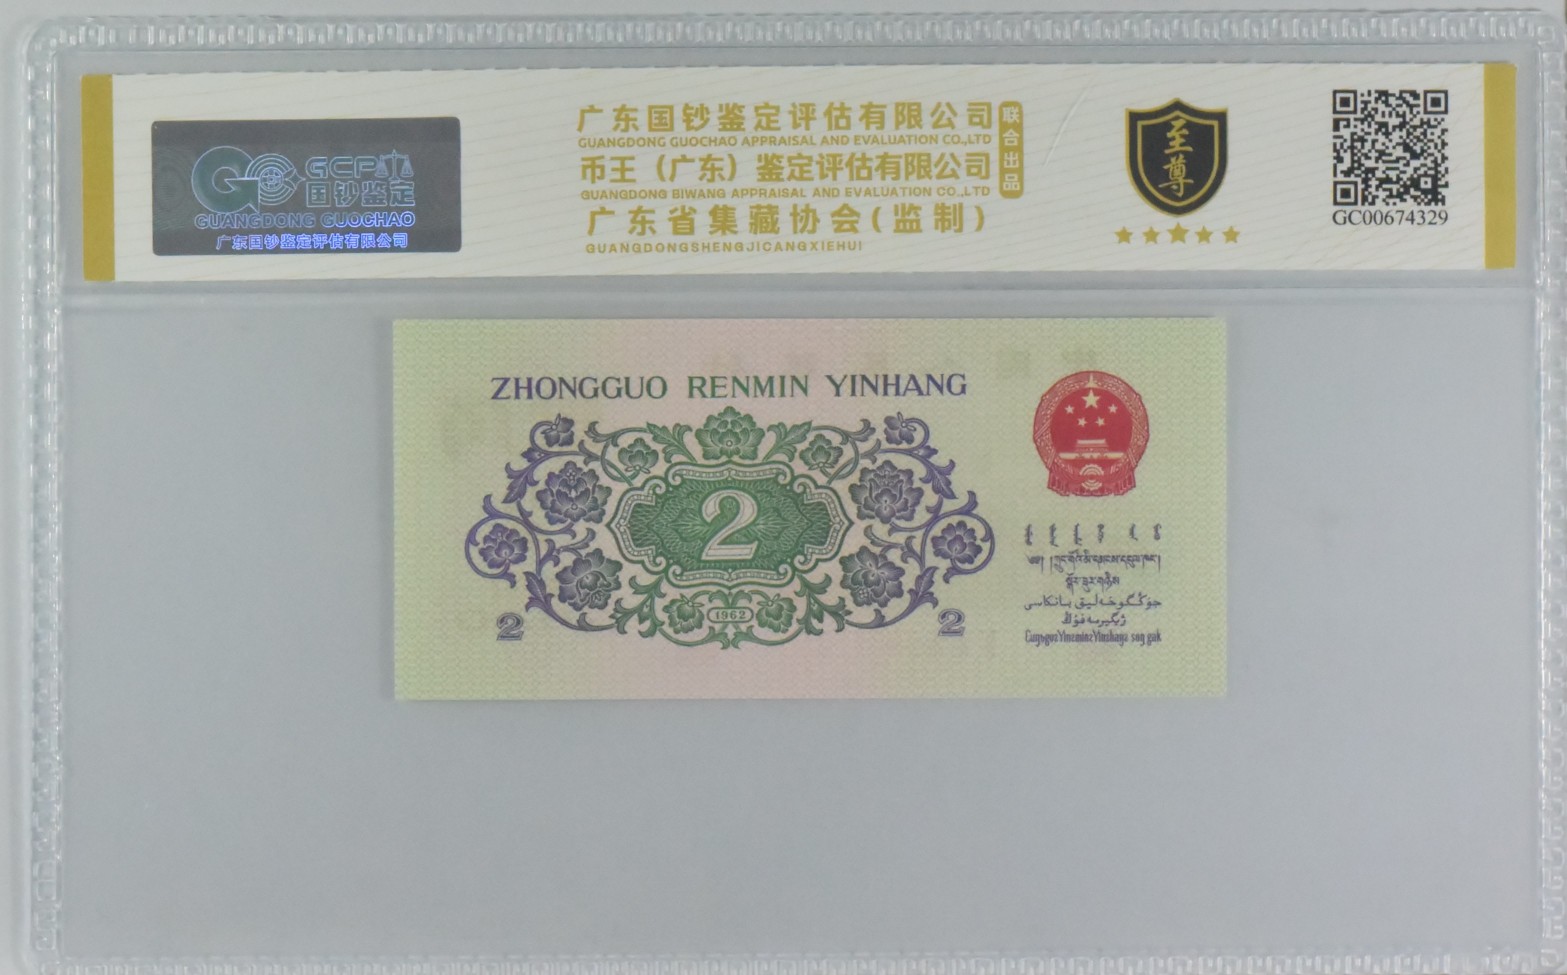 GCP
国钞鉴定
GUANGDONG GUOCHAO
广东国钞鉴定评估有限公司
广东国钞鉴定评估有限公司
GUANGDONG GUOCHAO APPRAISAL AND EVALUATION CO.,LTD
币王（广东）鉴定评估有限公司
GUANGDONG BIWANG APPRAISAL AND EVALUATION CO.,LTD
联合出品
广东省集藏协会(监制)
GUANGDONGSHENGJICANGXIEHUI
至尊
GC00674329
ZHONGGUO RENMIN YINHANG
2
1962
2
2